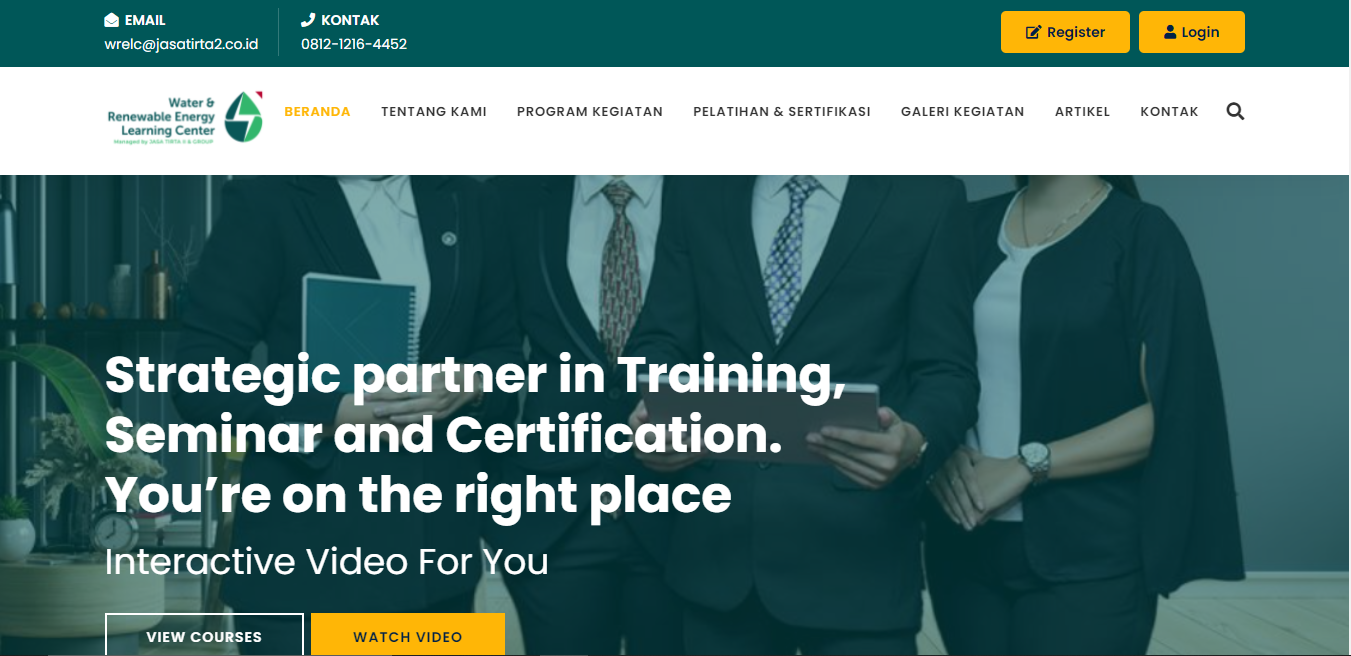 EMAIL
wrelc@jasatirta2.co.id
KONTAK
0812-1216-4452
Register
Login
Water &
Renewable Energy
Learning Center
Managed by JASA TIRTA II & GROUP
BERANDA
TENTANG KAMI
PROGRAM KEGIATAN
PELATIHAN & SERTIFIKASI
GALERI KEGIATAN
ARTIKEL
KONTAK
Strategic partner in Training,
Seminar and Certification.
You’re on the right place
Interactive Video For You
VIEW COURSES
WATCH VIDEO